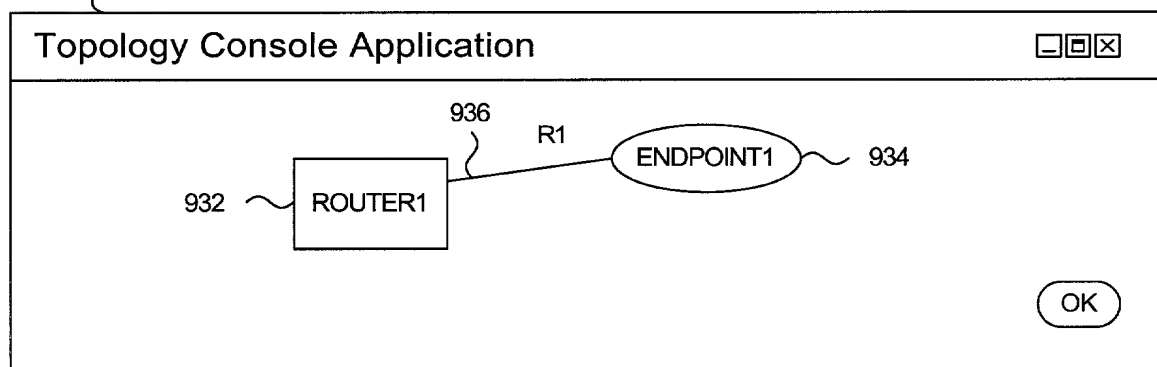 Topology Console Application
936
R1
ENDPOINT1
934
932
ROUTER1
OK